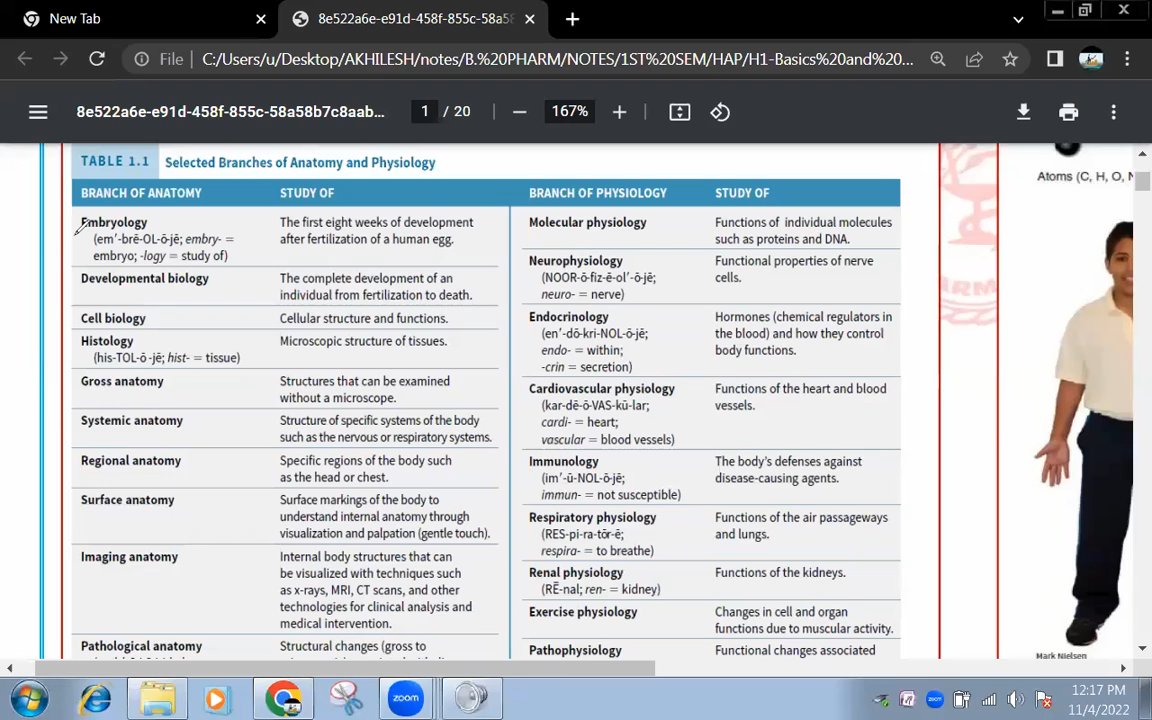 New Tab
8e522a6e-e91d-458f-855c-58a5
File C:/Users/u/Desktop/AKHILESH/notes/B.%20PHARM/NOTES/1ST%20SEM/HAP/H1-Basics%20and%20...
8e522a6e-e91d-458f-855c-58a58b7c8aab... 1 / 20 167%
TABLE 1.1 Selected Branches of Anatomy and Physiology
BRANCH OF ANATOMY STUDY OF BRANCH OF PHYSIOLOGY STUDY OF
Embryology
(em′-brē-OL-ō-jē; embry- =
embryo; -logy = study of)
The first eight weeks of development
after fertilization of a human egg.
Developmental biology
The complete development of an
individual from fertilization to death.
Cell biology
Cellular structure and functions.
Histology
(his-TOL-ō-jē; hist- = tissue)
Microscopic structure of tissues.
Gross anatomy
Structures that can be examined
without a microscope.
Systemic anatomy
Structure of specific systems of the body
such as the nervous or respiratory systems.
Regional anatomy
Specific regions of the body such
as the head or chest.
Surface anatomy
Surface markings of the body to
understand internal anatomy through
visualization and palpation (gentle touch).
Imaging anatomy
Internal body structures that can
be visualized with techniques such
as x-rays, MRI, CT scans, and other
technologies for clinical analysis and
medical intervention.
Pathological anatomy
Structural changes (gross to
Molecular physiology
Functions of individual molecules
such as proteins and DNA.
Neurophysiology
(NOOR-ō-fiz-ē-ol′-ō-jē;
neuro- = nerve)
Functional properties of nerve
cells.
Endocrinology
(en′-dō-kri-NOL-ō-jē;
endo- = within;
-crin = secretion)
Hormones (chemical regulators in
the blood) and how they control
body functions.
Cardiovascular physiology
(kar-dē-ō-VAS-kū-lar;
cardi- = heart;
vascular = blood vessels)
Functions of the heart and blood
vessels.
Immunology
(im′-ū-NOL-ō-jē;
immun- = not susceptible)
The body's defenses against
disease-causing agents.
Respiratory physiology
(RES-pi-ra-tōr-ē;
respira- = to breathe)
Functions of the air passageways
and lungs.
Renal physiology
(RĒ-nal; ren- = kidney)
Functions of the kidneys.
Exercise physiology
Changes in cell and organ
functions due to muscular activity.
Pathophysiology
Functional changes associated
Atoms (C, H, O, N
Mark Nielsen
ARM
zoom
12:17 PM
11/4/2022